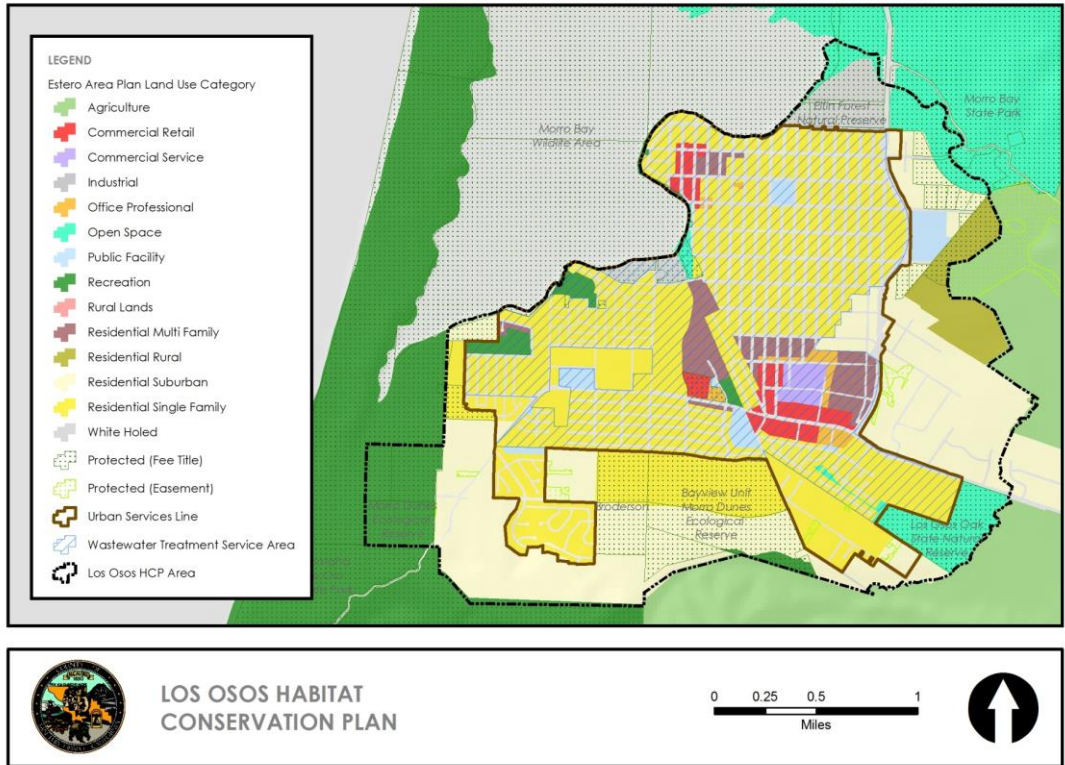 LEGEND
Estero Area Plan Land Use Category
Agriculture
Commercial Retail
Commercial Service
Industrial
Office Professional
Open Space
Public Facility
Recreation
Rural Lands
Residential Multi Family
Residential Rural
Residential Suburban
Residential Single Family
White Holed
Protected (Fee Title)
Protected (Easement)
Urban Services Line
Wastewater Treatment Service Area
Los Osos HCP Area
Morro Bay
Wildlife Area
Elfin Forest
Natural Preserve
Morro Bay
State Park
Broderson
Bayview Unit
Morro Dunes
Ecological
Reserve
Los Osos Oak
State Natural
Reserve
LOS OSOS HABITAT
CONSERVATION PLAN
0 0.25 0.5 1
Miles